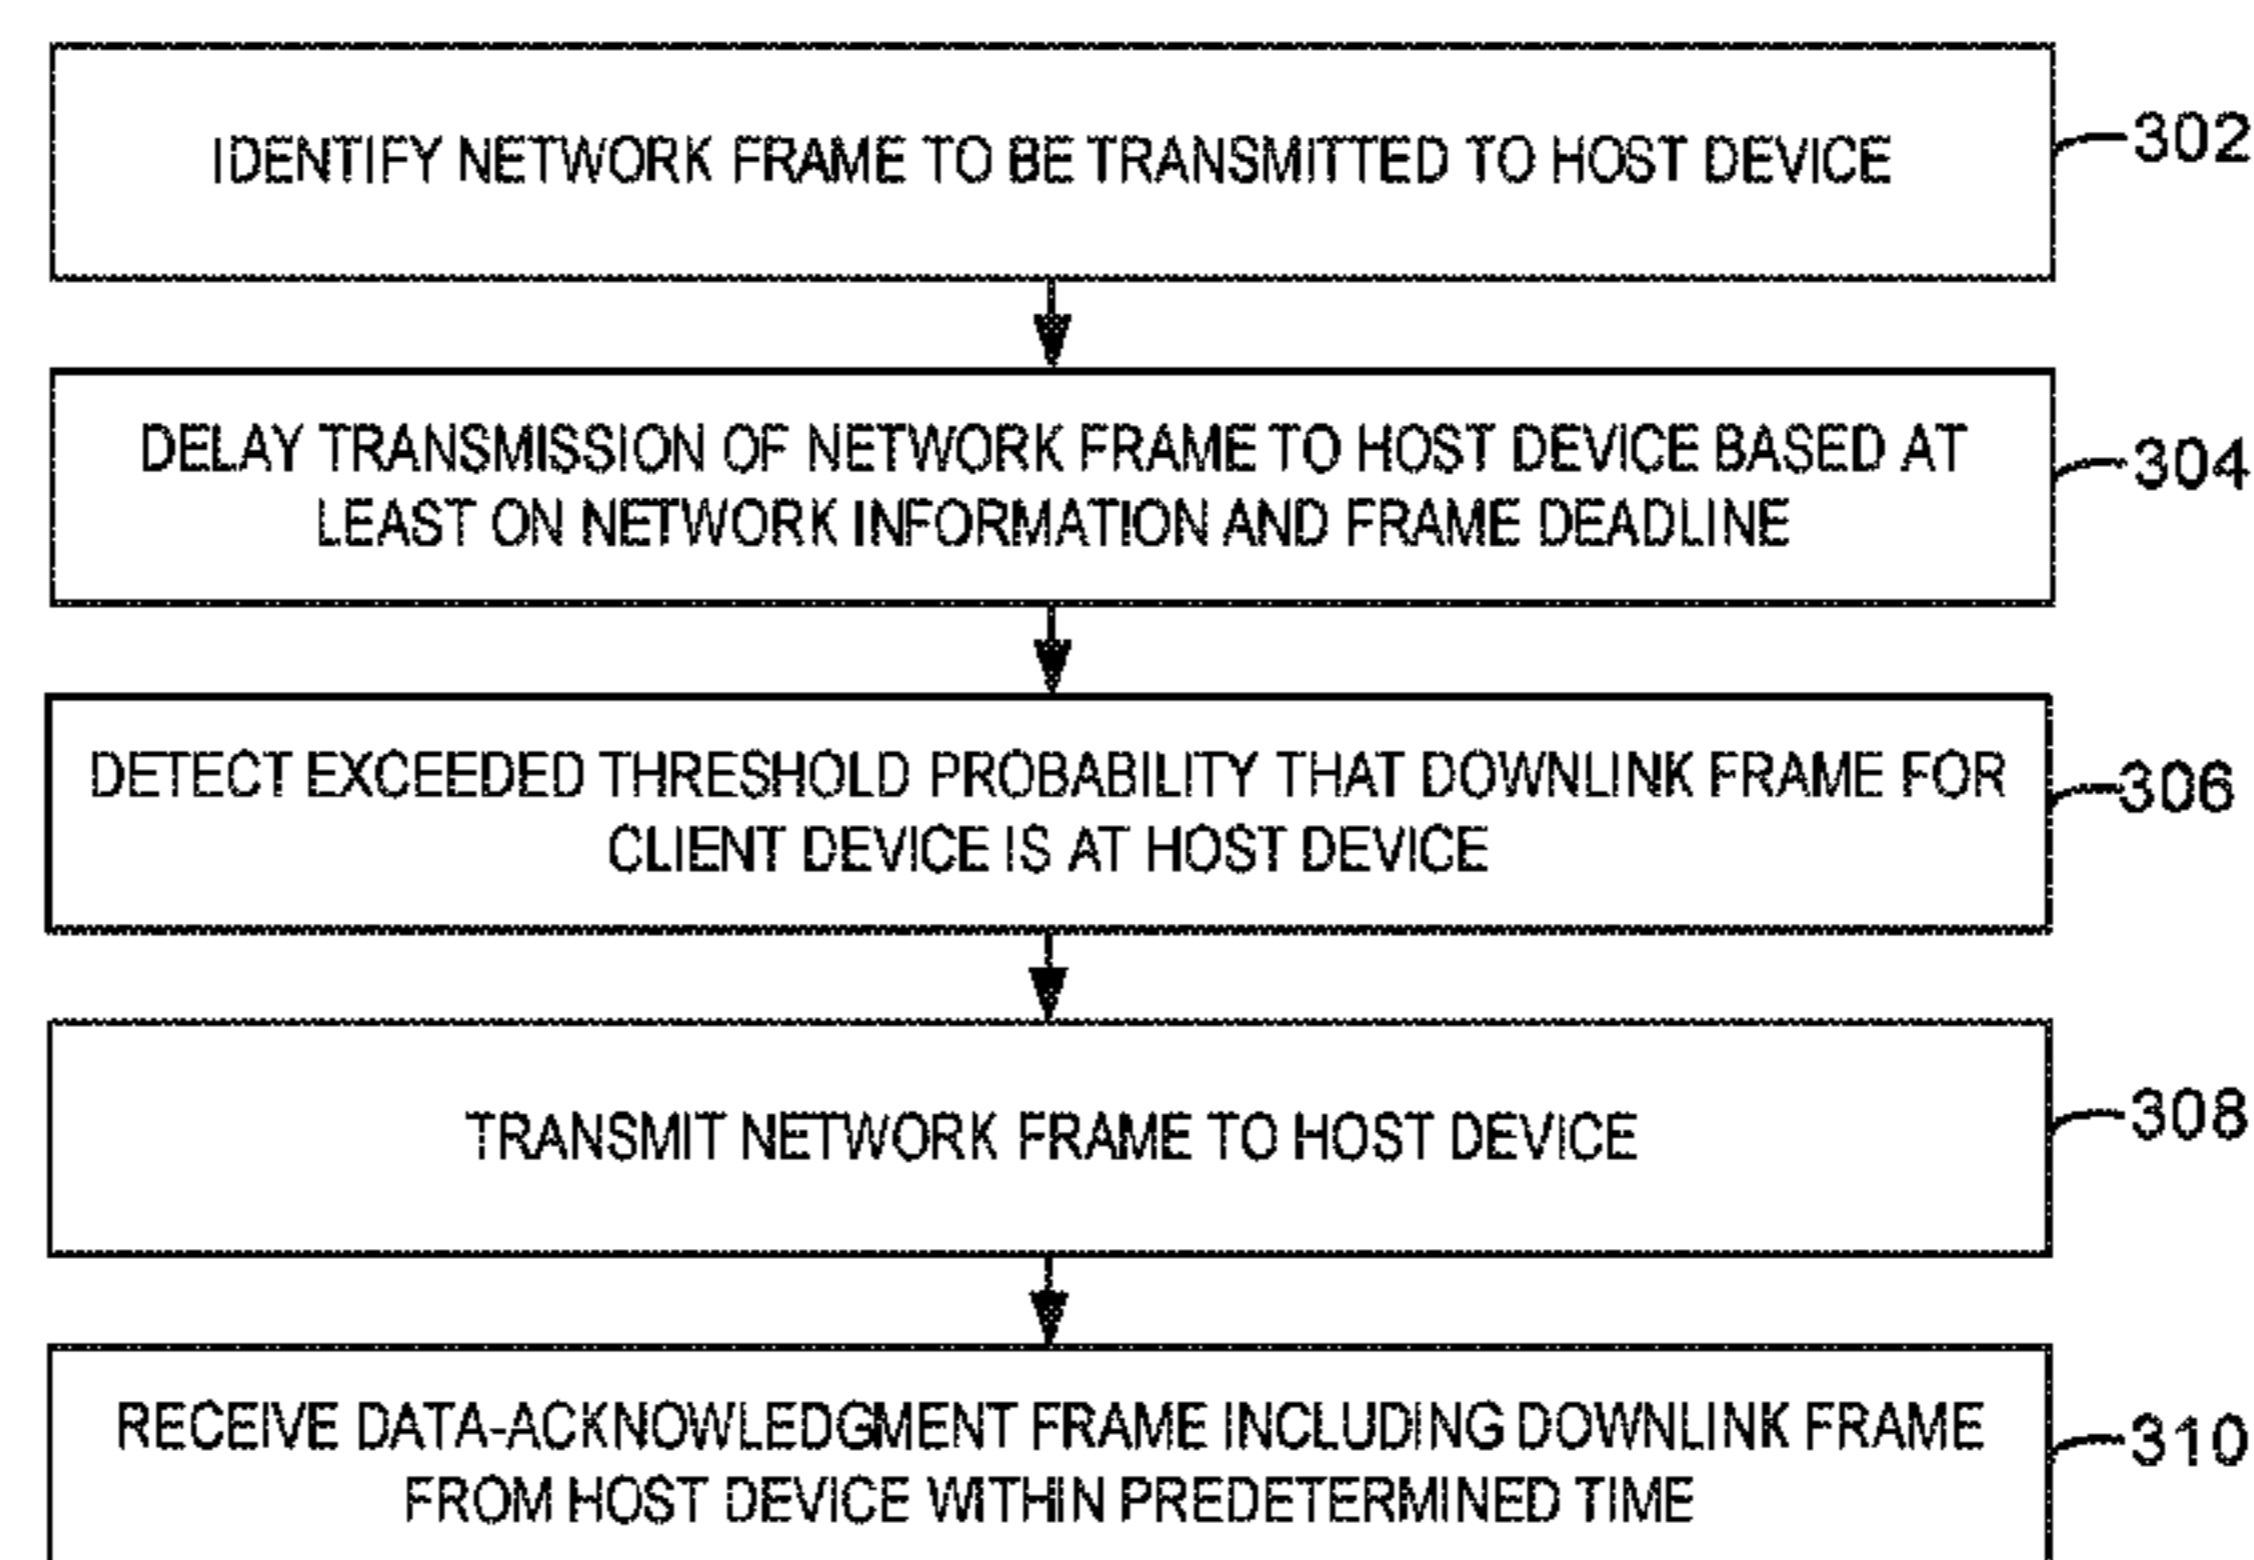 IDENTIFY NETWORK FRAME TO BE TRANSMITTED TO HOST DEVICE
302
DELAY TRANSMISSION OF NETWORK FRAME TO HOST DEVICE BASED AT
LEAST ON NETWORK INFORMATION AND FRAME DEADLINE
304
DETECT EXCEEDED THRESHOLD PROBABILITY THAT DOWNLINK FRAME FOR
CLIENT DEVICE IS AT HOST DEVICE
306
TRANSMIT NETWORK FRAME TO HOST DEVICE
308
RECEIVE DATA-ACKNOWLEDGMENT FRAME INCLUDING DOWNLINK FRAME
FROM HOST DEVICE WITHIN PREDETERMINED TIME
310